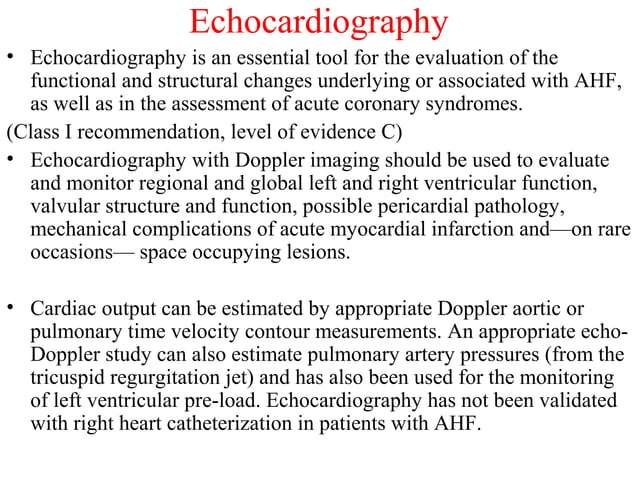 Echocardiography
• Echocardiography is an essential tool for the evaluation of the
functional and structural changes underlying or associated with AHF,
as well as in the assessment of acute coronary syndromes.
(Class I recommendation, level of evidence C)
• Echocardiography with Doppler imaging should be used to evaluate
and monitor regional and global left and right ventricular function,
valvular structure and function, possible pericardial pathology,
mechanical complications of acute myocardial infarction and—on rare
occasions— space occupying lesions.
• Cardiac output can be estimated by appropriate Doppler aortic or
pulmonary time velocity contour measurements. An appropriate echo-
Doppler study can also estimate pulmonary artery pressures (from the
tricuspid regurgitation jet) and has also been used for the monitoring
of left ventricular pre-load. Echocardiography has not been validated
with right heart catheterization in patients with AHF.